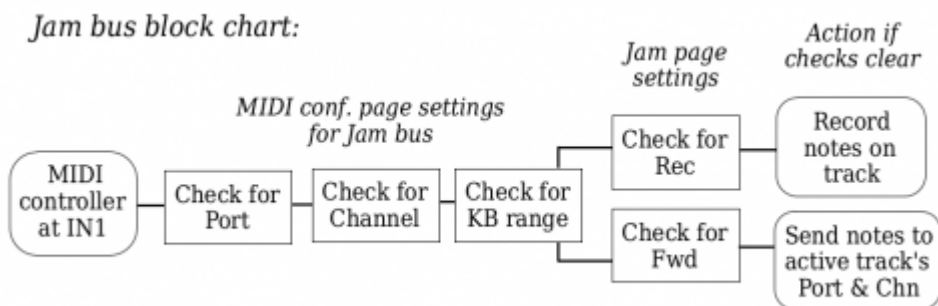 Jam bus block chart:
Action if
checks clear
Jam page
settings
MIDI conf. page settings
for Jam bus
MIDI
controller
at IN1
Check for
Port
Check for
Channel
Check for
KB range
Check for
Rec
Record
notes on
track
Check for
Fwd
Send notes to
active track's
Port & Chn